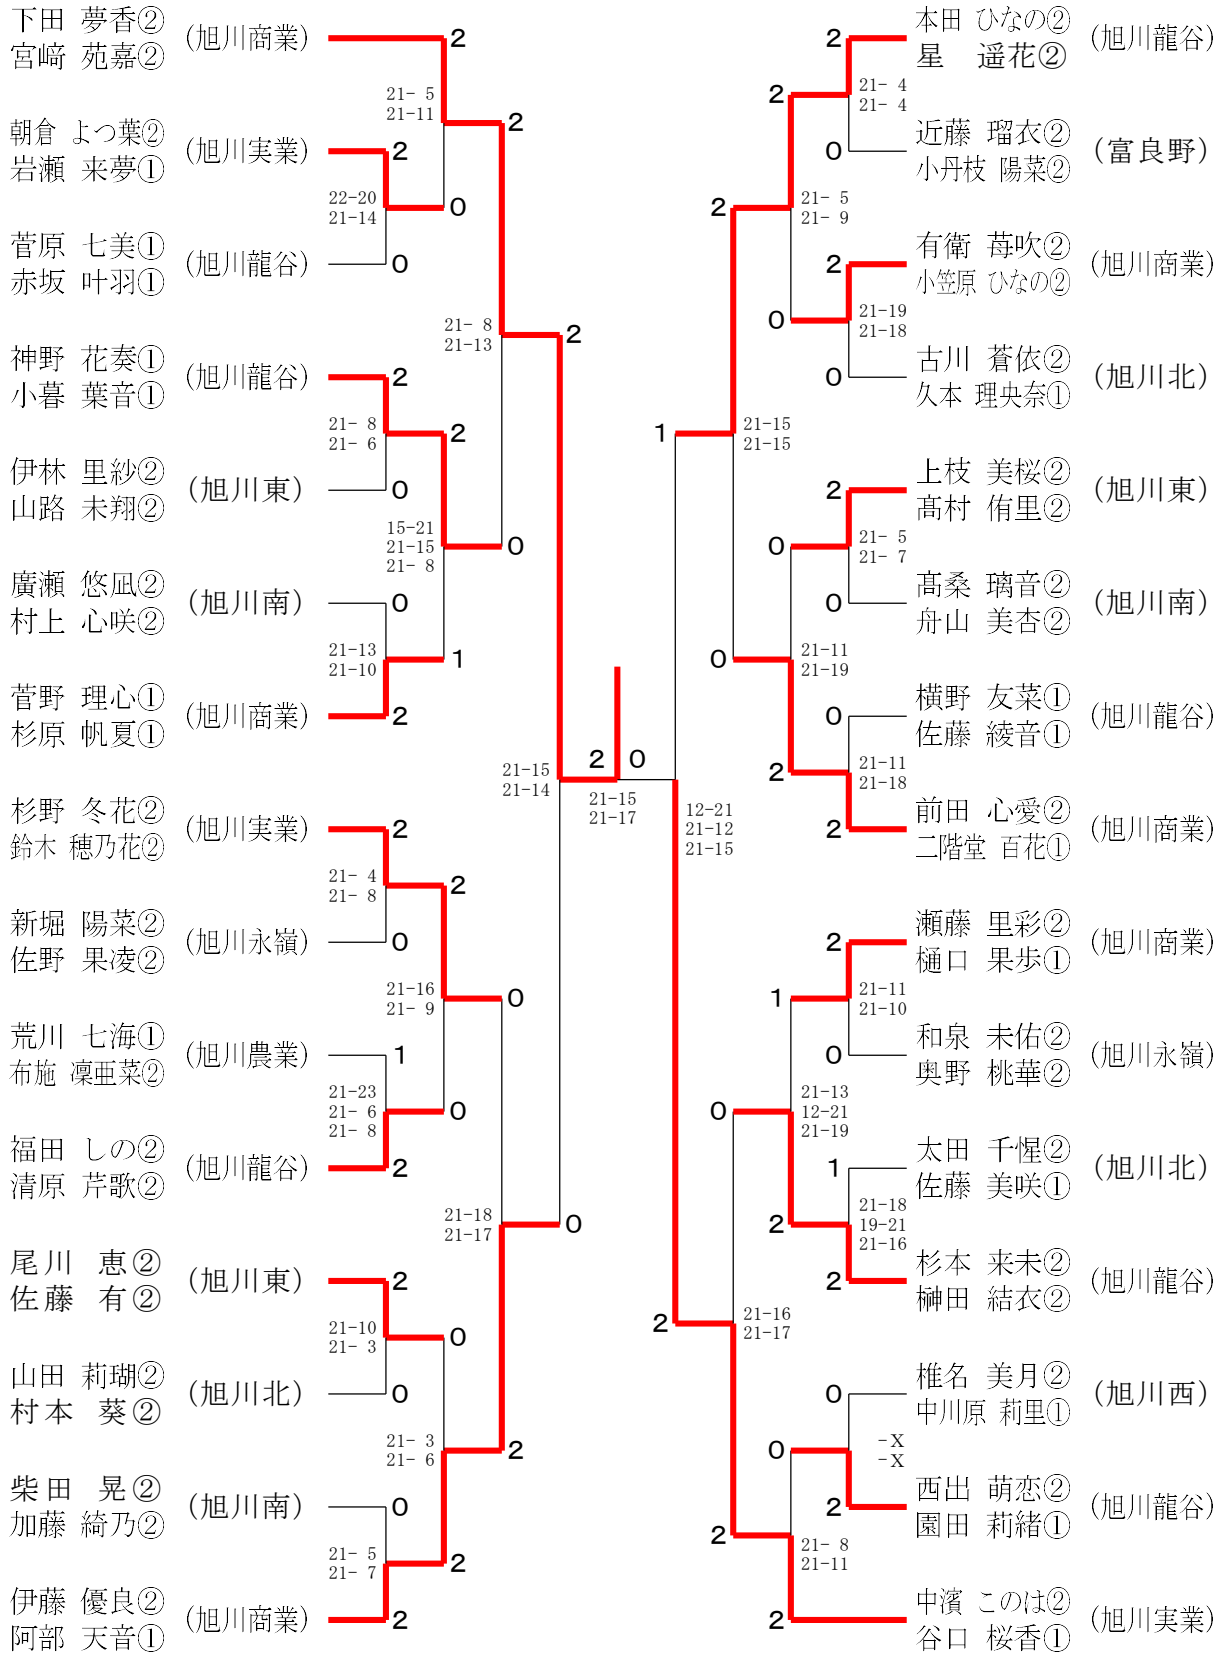 下田 夢香②
宮﨑 苑嘉②
(旭川商業)
2
21- 5
21-11
2
朝倉 よつ葉②
岩瀬 来夢①
(旭川実業)
2
22-20
21-14
0
菅原 七美①
赤坂 叶羽①
(旭川龍谷)
0
21- 8
21-13
2
神野 花奏①
小暮 葉音①
(旭川龍谷)
2
21- 8
21- 6
2
伊林 里紗②
山路 未翔②
(旭川東)
0
15-21
21-15
21- 8
0
廣瀬 悠凪②
村上 心咲②
(旭川南)
0
21-13
21-10
1
菅野 理心①
杉原 帆夏①
(旭川商業)
2
21-15
21-14
2 0
21-15
21-17
杉野 冬花②
鈴木 穂乃花②
(旭川実業)
2
21- 4
21- 8
2
新堀 陽菜②
佐野 果凌②
(旭川永嶺)
0
21-16
21- 9
0
荒川 七海①
布施 凜亜菜②
(旭川農業)
1
21-23
21- 6
21- 8
0
福田 しの②
清原 芹歌②
(旭川龍谷)
2
21-18
21-17
0
尾川 恵②
佐藤 有②
(旭川東)
2
21-10
21- 3
0
山田 莉瑚②
村本 葵②
(旭川北)
0
21- 3
21- 6
2
柴田 晃②
加藤 綺乃②
(旭川南)
0
21- 5
21- 7
2
伊藤 優良②
阿部 天音①
(旭川商業)
2
本田 ひなの②
星 遥花②
(旭川龍谷)
2
21- 4
21- 4
2
近藤 瑠衣②
小丹枝 陽菜②
(富良野)
0
21- 5
21- 9
2
有衛 苺吹②
小笠原 ひなの②
(旭川商業)
2
21-19
21-18
0
古川 蒼依②
久本 理央奈①
(旭川北)
0
21-15
21-15
1
上枝 美桜②
髙村 侑里②
(旭川東)
2
21- 5
21- 7
0
髙桑 璃音②
舟山 美杏②
(旭川南)
0
21-11
21-19
0
横野 友菜①
佐藤 綾音①
(旭川龍谷)
0
21-11
21-18
2
前田 心愛②
二階堂 百花①
(旭川商業)
2
12-21
21-12
21-15
瀬藤 里彩②
樋口 果歩①
(旭川商業)
2
21-11
21-10
1
和泉 未佑②
奥野 桃華②
(旭川永嶺)
0
21-13
12-21
21-19
0
太田 千惺②
佐藤 美咲①
(旭川北)
1
21-18
19-21
21-16
2
杉本 来未②
榊田 結衣②
(旭川龍谷)
2
21-16
21-17
2
椎名 美月②
中川原 莉里①
(旭川西)
0
-X
-X
0
西出 萌恋②
園田 莉緒①
(旭川龍谷)
2
21- 8
21-11
2
中濱 このは②
谷口 桜香①
(旭川実業)
2